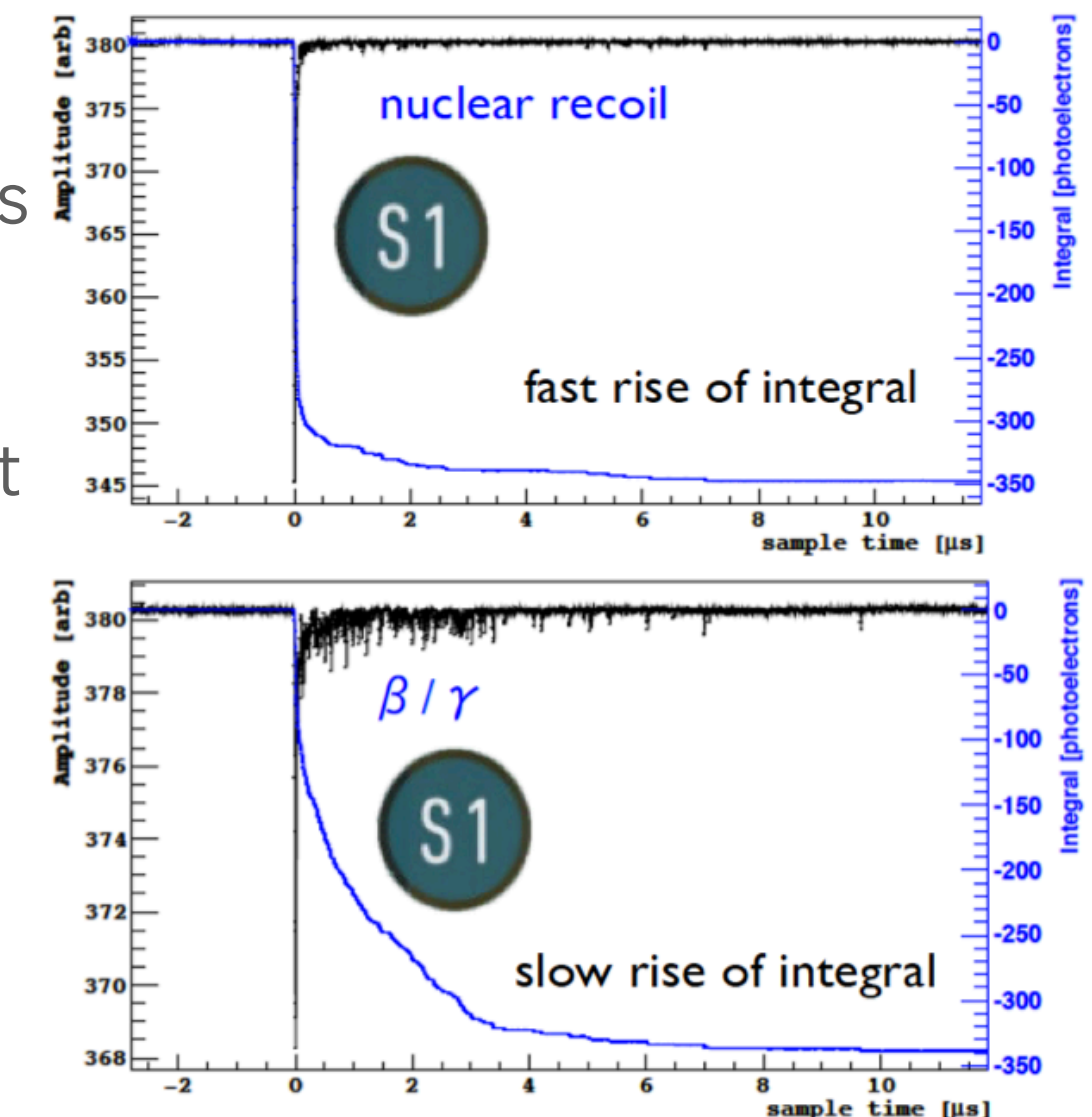 s
t
Amplitude [arb]
380
375
370
365
360
355
350
345
nuclear recoil
S1
fast rise of integral
0
-50
-100
-150
-200
-250
-300
-350
Integral [photoelectrons]
-2 0 2 4 6 8 10
sample time [µs]
Amplitude [arb]
380
378
376
374
372
370
368
β / γ
S1
slow rise of integral
0
-50
-100
-150
-200
-250
-300
-350
Integral [photoelectrons]
-2 0 2 4 6 8 10
sample time [µs]